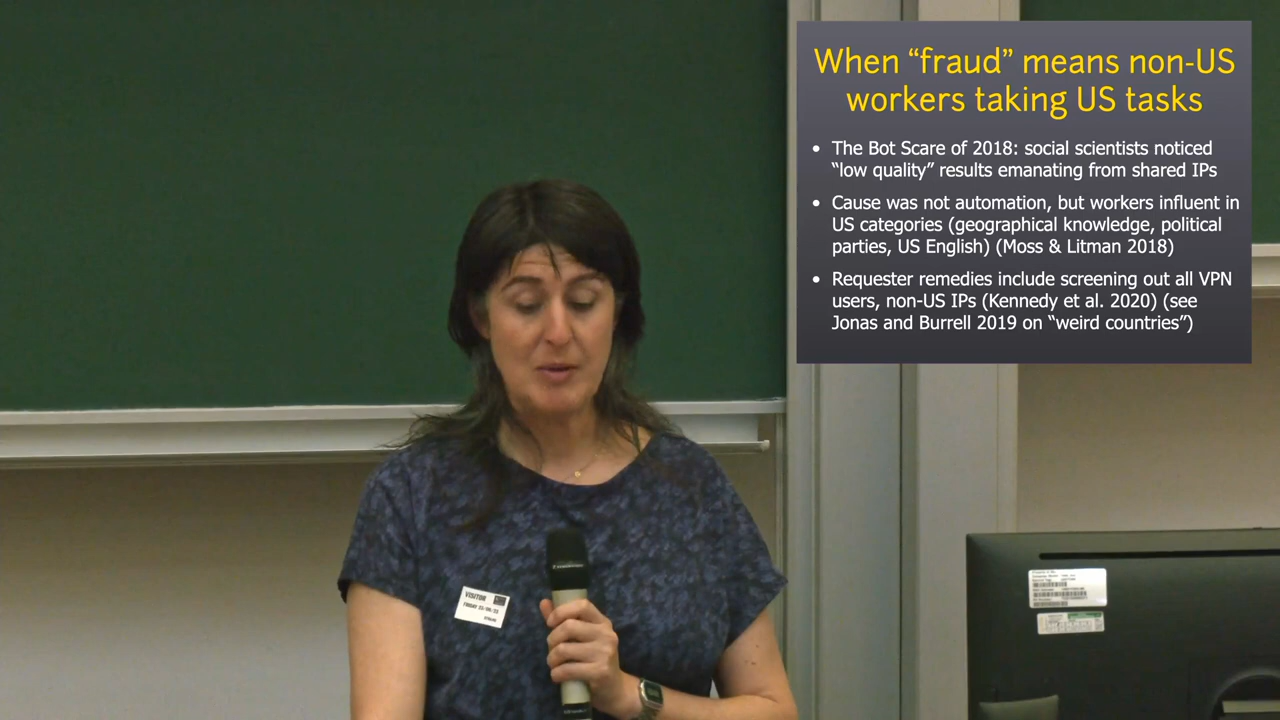 When “fraud” means non-US
workers taking US tasks
• The Bot Scare of 2018: social scientists noticed
“low quality” results emanating from shared IPs
• Cause was not automation, but workers influent in
US categories (geographical knowledge, political
parties, US English) (Moss & Litman 2018)
• Requester remedies include screening out all VPN
users, non-US IPs (Kennedy et al. 2020) (see
Jonas and Burrell 2019 on “weird countries”)
VISITOR